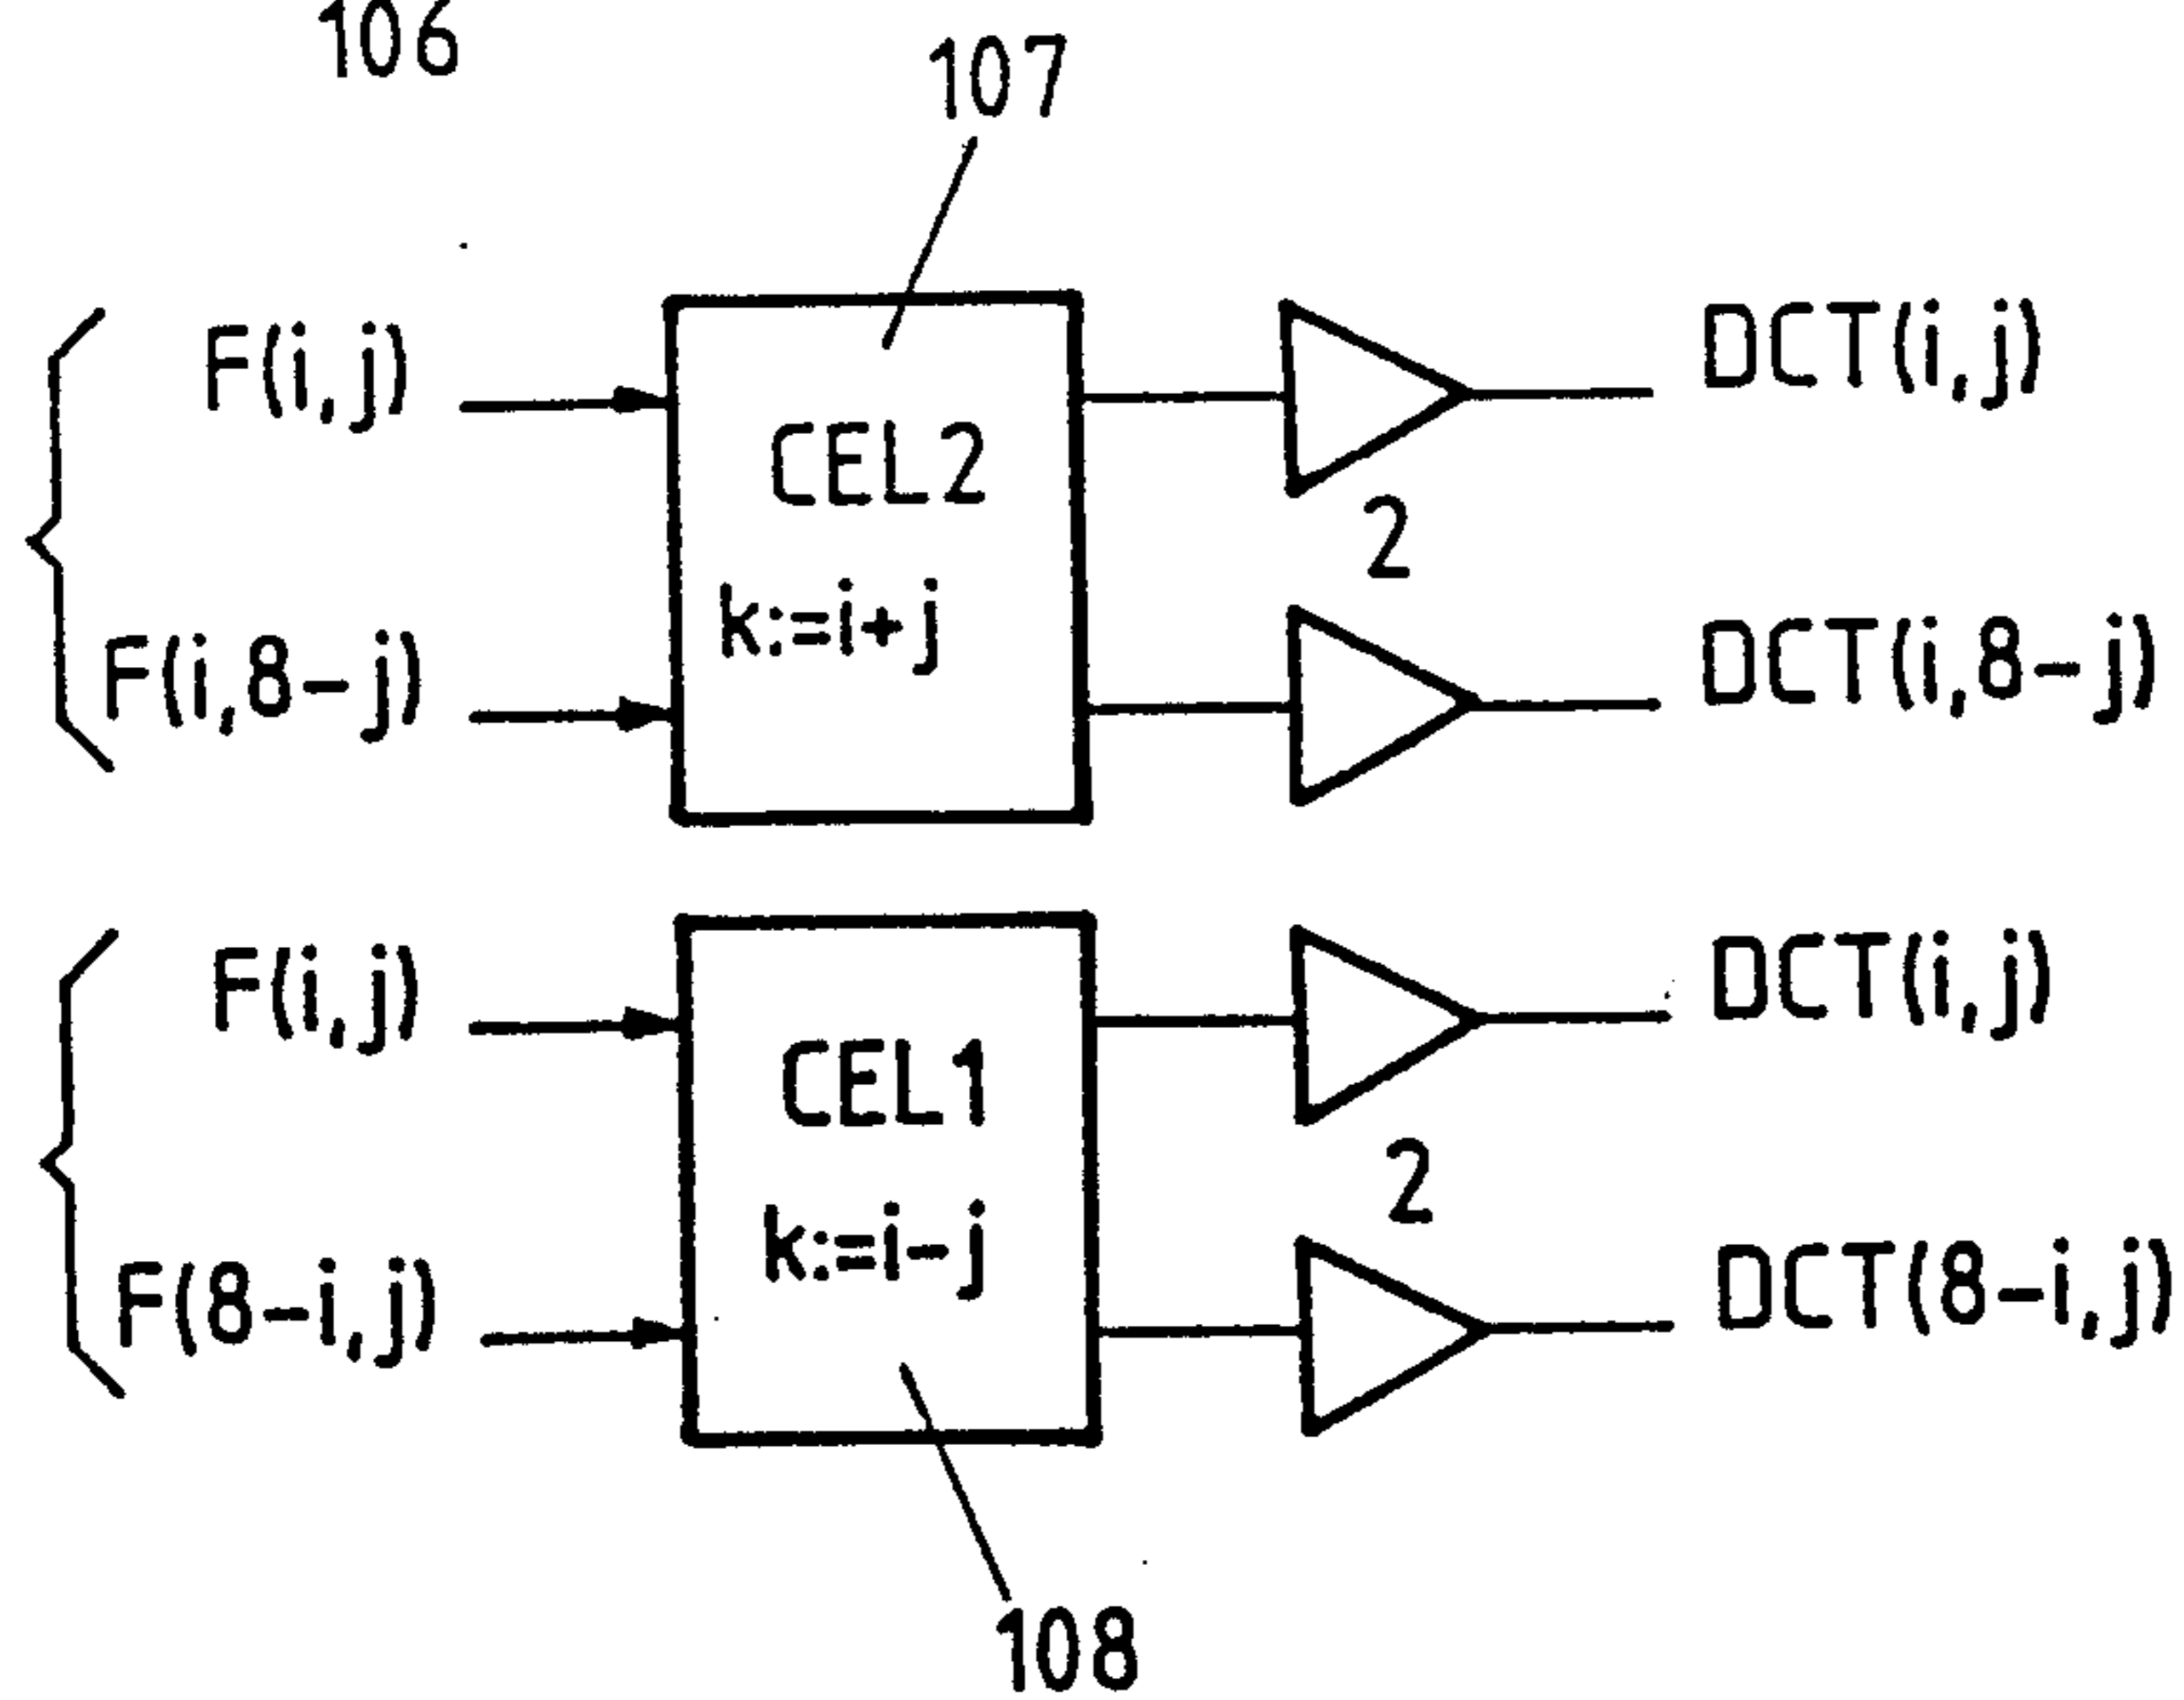 106
107
F(i,j)
DCT(i,j)
CEL2
2
k:=i+j
F(i,8-j)
DCT(i,8-j)
F(i,j)
DCT(i,j)
CEL1
2
k:=i-j
F(8-i,j)
DCT(8-i,j)
108